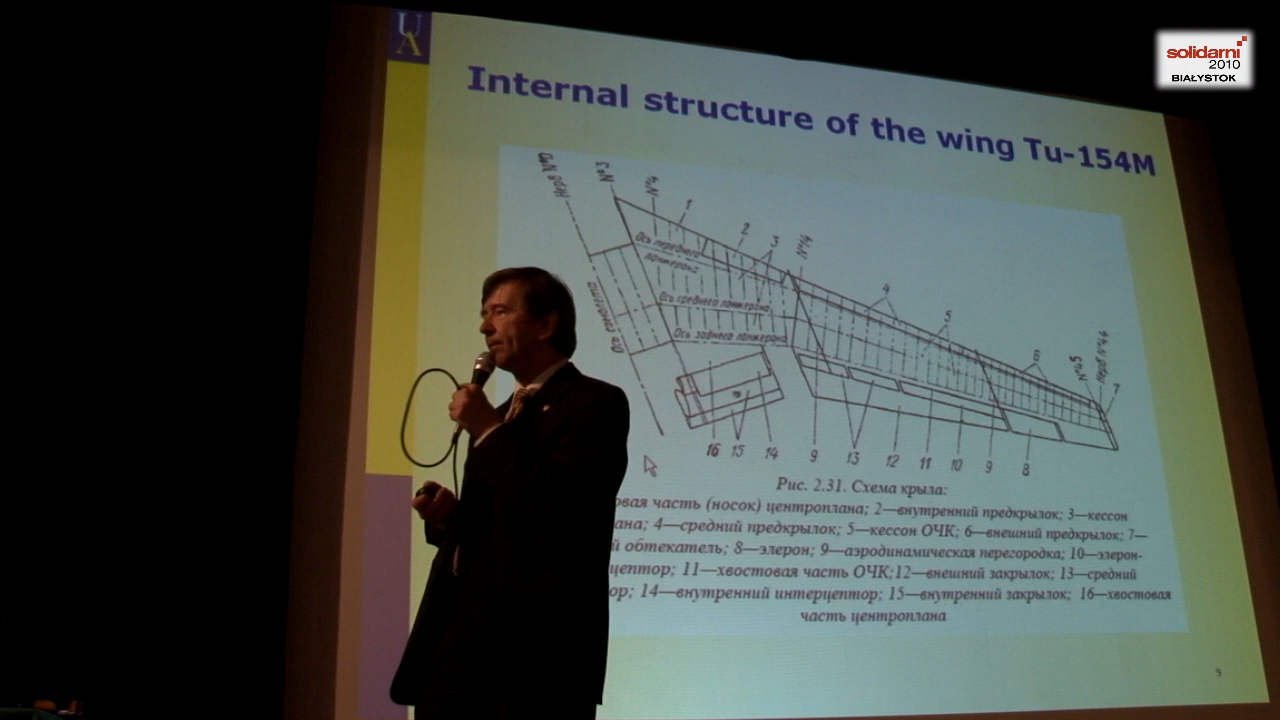 UA
solidarni
2010
BIAŁYSTOK
Internal structure of the wing Tu-154M
№3
№4
1
2
3
№14
4
5
6
№5
7
Ось переднего
лонжерона
Ось среднего лонжерона
Ось заднего лонжерона
Ось самолета
16 15 14 9 13 12 11 10 9 8
Рис. 2.31. Схема крыла:
часть (носок) центроплана; 2—внутренний предкрылок; 3—кессон
4—средний предкрылок; 5—кессон ОЧК; 6—внешний предкрылок; 7—
обтекатель; 8—элерон; 9—аэродинамическая перегородка; 10—элерон-
11—хвостовая часть ОЧК;12—внешний закрылок; 13—средний
14—внутренний интерцептор; 15—внутренний закрылок; 16—хвостовая
часть центроплана
9